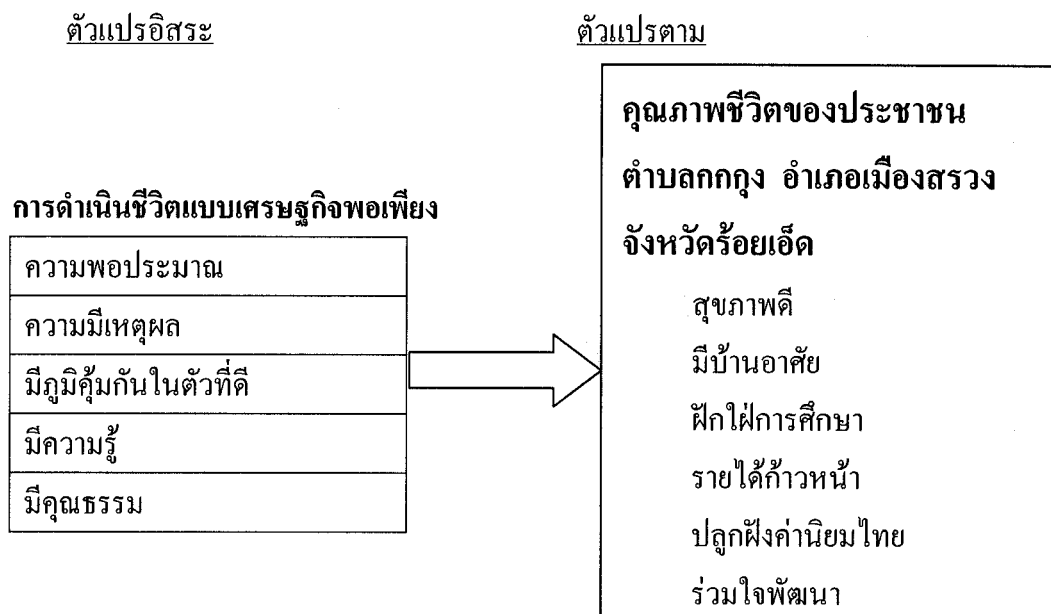 ตัวแปรอิสระ
ตัวแปรตาม
การดำเนินชีวิตแบบเศรษฐกิจพอเพียง
ความพอประมาณ
ความมีเหตุผล
มีภูมิคุ้มกันในตัวที่ดี
มีความรู้
มีคุณธรรม
คุณภาพชีวิตของประชาชน
ตำบลกกกุง อำเภอเมืองสรวง
จังหวัดร้อยเอ็ด
สุขภาพดี
มีบ้านอาศัย
ฝักใฝ่การศึกษา
รายได้ก้าวหน้า
ปลูกฝังค่านิยมไทย
ร่วมใจพัฒนา